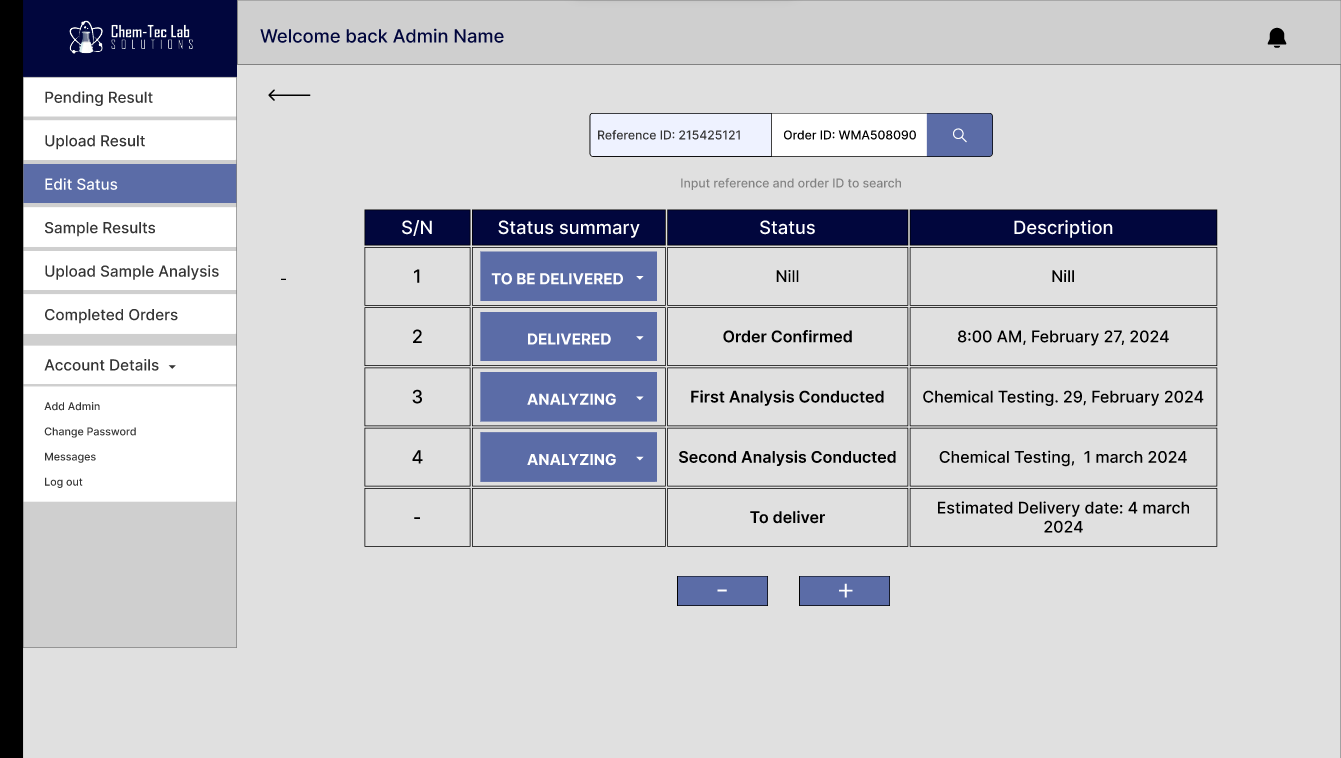 Chem-Tec Lab
SOLUTIONS
Welcome back Admin Name
Pending Result
Upload Result
Edit Satus
Sample Results
Upload Sample Analysis
Completed Orders
Account Details
Add Admin
Change Password
Messages
Log out
Reference ID: 215425121 Order ID: WMA508090
Input reference and order ID to search
-
S/N Status summary Status Description
1 TO BE DELIVERED Nill Nill
2 DELIVERED Order Confirmed 8:00 AM, February 27, 2024
3 ANALYZING First Analysis Conducted Chemical Testing. 29, February 2024
4 ANALYZING Second Analysis Conducted Chemical Testing, 1 march 2024
- To deliver Estimated Delivery date: 4 march
2024
- +